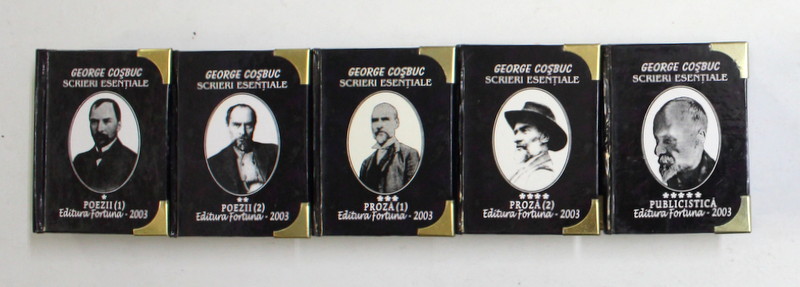 GEORGE COŞBUC
SCRIERI ESENŢIALE
*
POEZII (1)
Editura Fortuna - 2003
GEORGE COŞBUC
SCRIERI ESENŢIALE
**
POEZII (2)
Editura Fortuna - 2003
GEORGE COŞBUC
SCRIERI ESENŢIALE
***
PROZA (1)
Editura Fortuna - 2003
GEORGE COŞBUC
SCRIERI ESENŢIALE
****
PROZA (2)
Editura Fortuna - 2003
GEORGE COŞBUC
SCRIERI ESENŢIALE
*****
PUBLICISTICĂ
Editura Fortuna - 2003